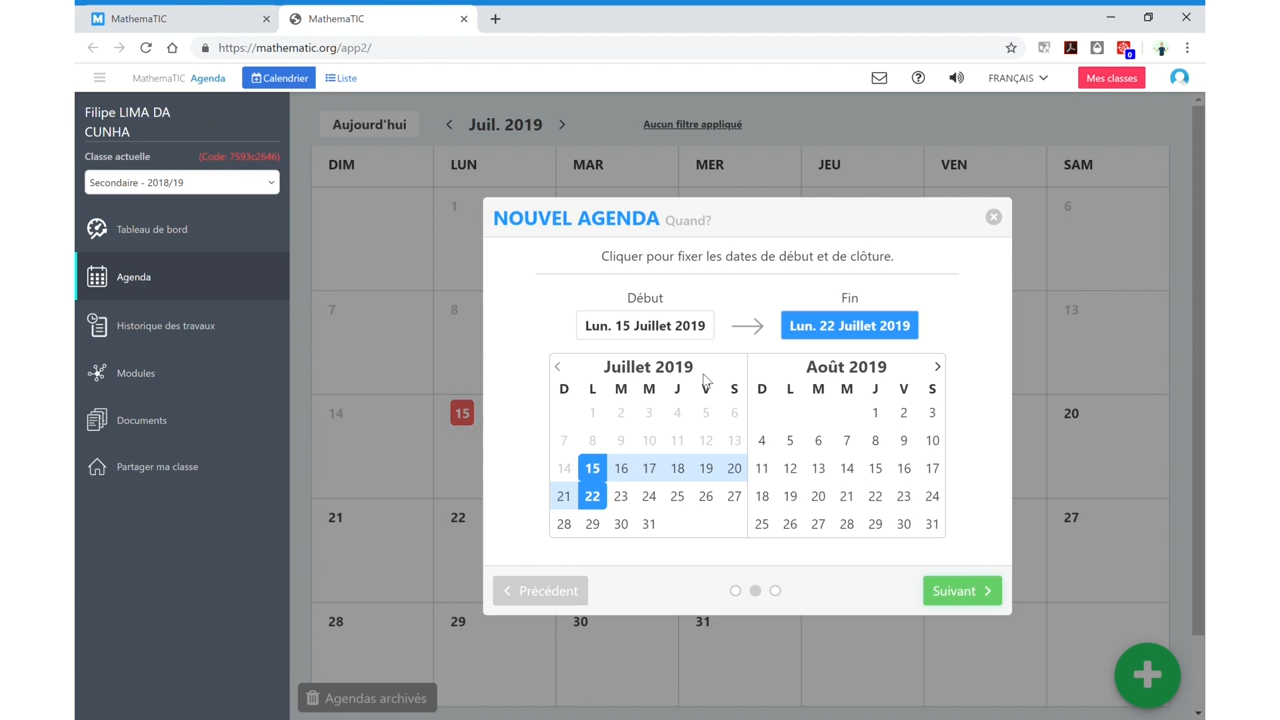 MathemaTIC
MathemaTIC
https://mathematic.org/app2/
0
MathemaTIC Agenda
Calendrier
Liste
FRANÇAIS
Mes classes
Filipe LIMA DA
CUNHA
Classe actuelle (Code: 7593c2646)
Secondaire - 2018/19
Tableau de bord
Agenda
Historique des travaux
Modules
Documents
Partager ma classe
Aujourd'hui
Juil. 2019
Aucun filtre appliqué
DIM LUN MAR MER JEU VEN SAM
1 6
7 8 13
14 15 20
21 22 27
28 29 30 31
NOUVEL AGENDA Quand?
Cliquer pour fixer les dates de début et de clôture.
Début Fin
Lun. 15 Juillet 2019 Lun. 22 Juillet 2019
Juillet 2019
D L M M J V S
1 2 3 4 5 6
7 8 9 10 11 12 13
14 15 16 17 18 19 20
21 22 23 24 25 26 27
28 29 30 31
Août 2019
D L M M J V S
1 2 3
4 5 6 7 8 9 10
11 12 13 14 15 16 17
18 19 20 21 22 23 24
25 26 27 28 29 30 31
Précédent
Suivant
Agendas archivés